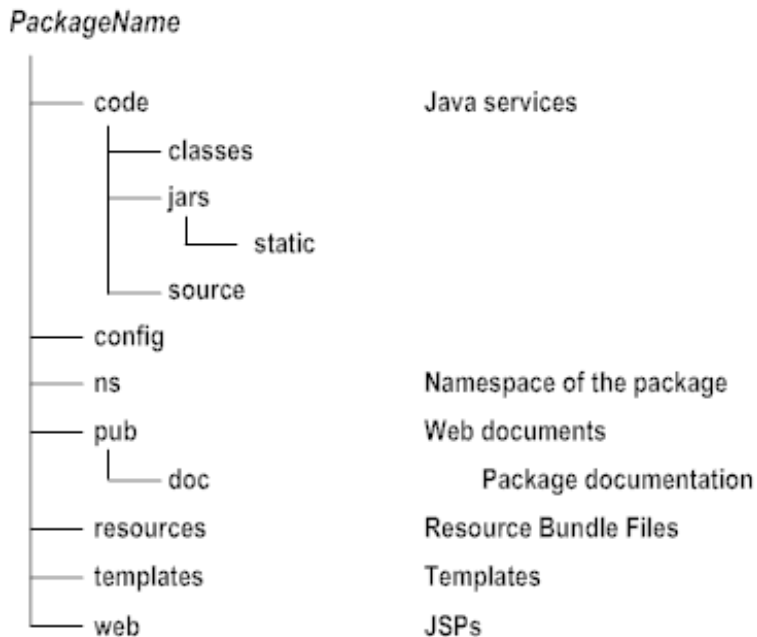 PackageName
code Java services
classes
jars
static
source
config
ns Namespace of the package
pub Web documents
doc Package documentation
resources Resource Bundle Files
templates Templates
web JSPs